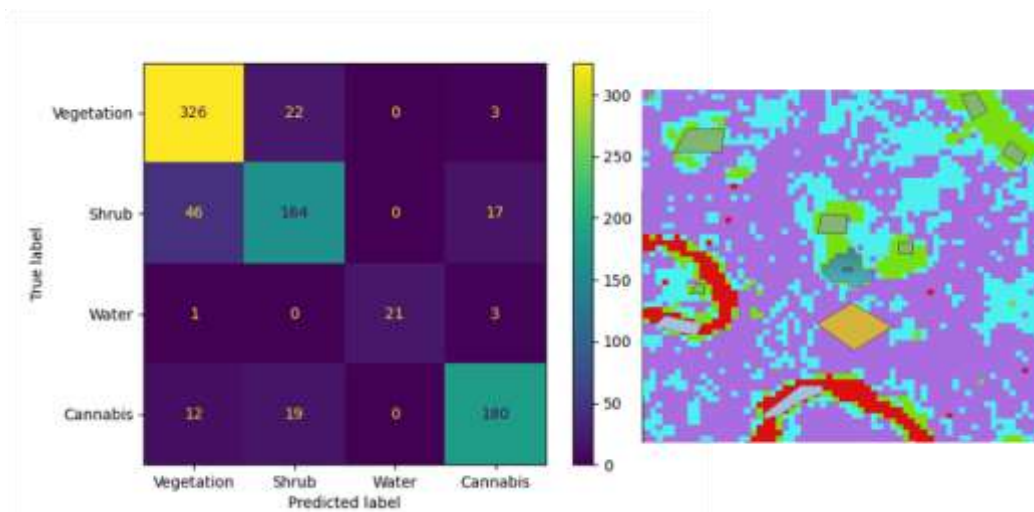 Vegetation 326 22 0 3
Shrub 46 164 0 17
Water 1 0 21 3
Cannabis 12 19 0 180
Vegetation Shrub Water Cannabis
Predicted label
True label
300
250
200
150
100
50
0